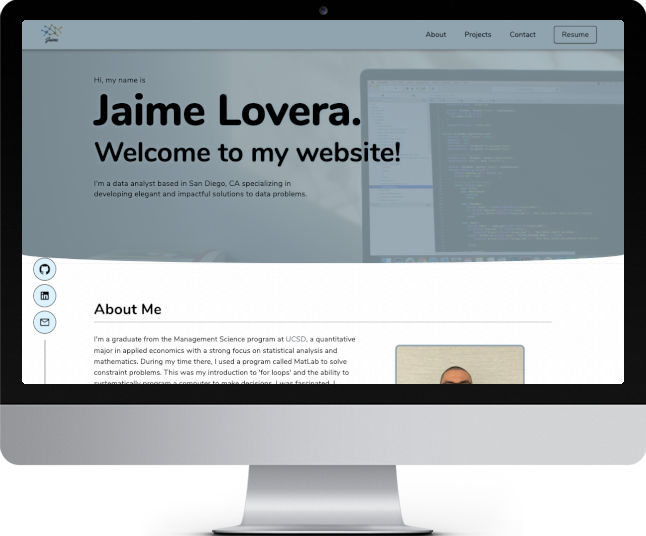 Jaime
About
Projects
Contact
Resume
Hi, my name is
Jaime Lovera.
Welcome to my website!
I'm a data analyst based in San Diego, CA specializing in
developing elegant and impactful solutions to data problems.
About Me
I'm a graduate from the Management Science program at UCSD, a quantitative
major in applied economics with a strong focus on statistical analysis and
mathematics. During my time there, I used a program called MatLab to solve
constraint problems. This was my introduction to 'for loops' and the ability to
systematically program a computer to make decisions. I was fascinated. I